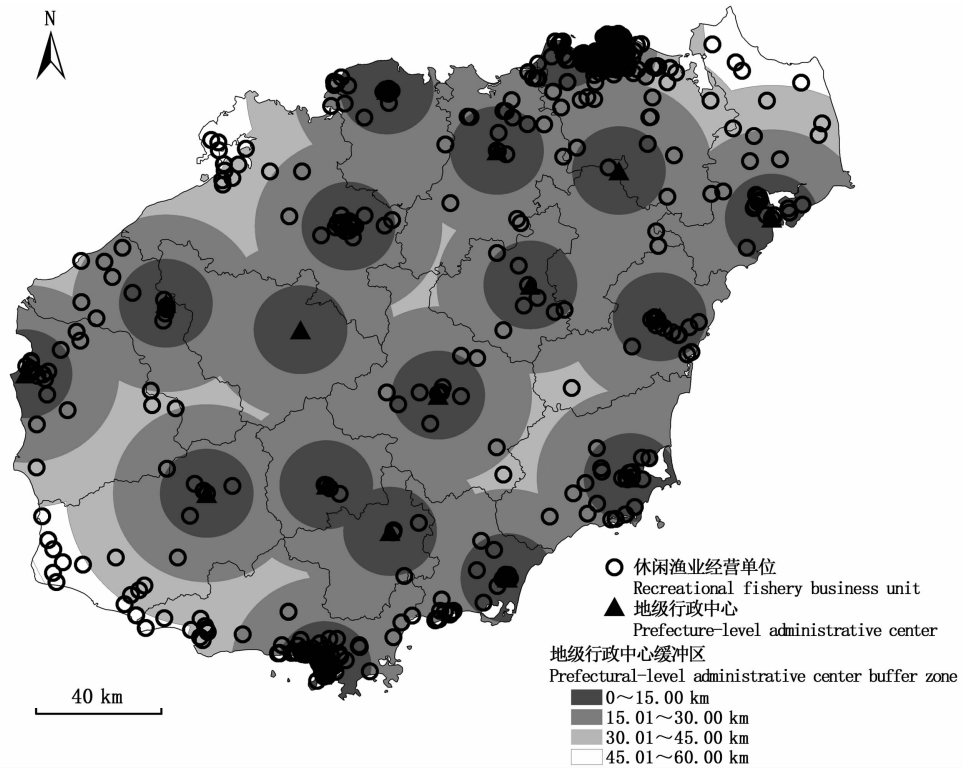 N
40 km
休闲渔业经营单位
Recreational fishery business unit
地级行政中心
Prefecture-level administrative center
地级行政中心缓冲区
Prefectural-level administrative center buffer zone
0～15.00 km
15.01～30.00 km
30.01～45.00 km
45.01～60.00 km